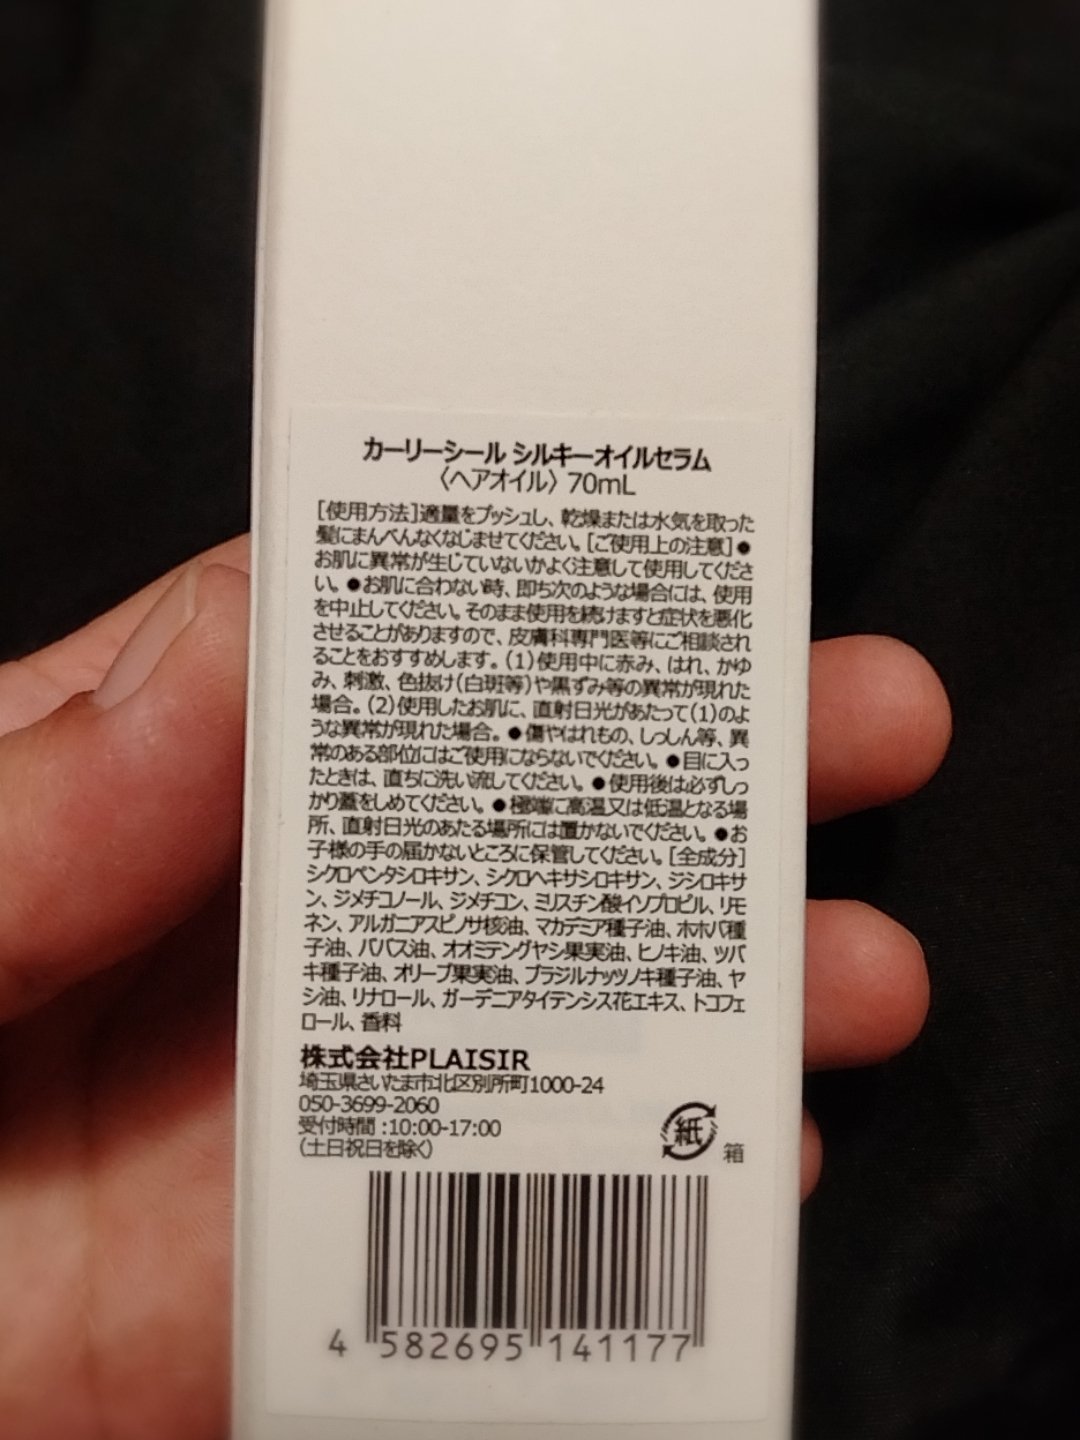 カーリーシール シルキーオイルセラム
〈ヘアオイル〉 70mL
[使用方法]適量をプッシュし、乾燥または水気を取った
髪にまんべんなくなじませてください。[ご使用上の注意]●
お肌に異常が生じていないかよく注意して使用してくださ
い。●お肌に合わない時、即ち次のような場合には、使用
を中止してください。そのまま使用を続けますと症状を悪化
させることがありますので、皮膚科専門医等にご相談され
ることをおすすめします。(1)使用中に赤み、はれ、かゆ
み、刺激、色抜け(白斑等)や黒ずみ等の異常が現れた
場合。(2)使用したお肌に、直射日光があたって(1)のよ
うな異常が現れた場合。●傷やはれもの、しっしん等、異
常のある部位にはご使用にならないでください。●目に入っ
たときは、直ちに洗い流してください。●使用後は必ずしっ
かり蓋をしめてください。●極端に高温又は低温となる場
所、直射日光のあたる場所には置かないでください。●お
子様の手の届かないところに保管してください。[全成分]
シクロペンタシロキサン、シクロヘキサシロキサン、ジシロキサ
ン、ジメチコノール、ジメチコン、ミリスチン酸イソプロピル、リモ
ネン、アルガニアスピノサ核油、マカデミア種子油、ホホバ種
子油、ババス油、オオミテングヤシ果実油、ヒノキ油、ツバ
キ種子油、オリーブ果実油、ブラジルナッツノキ種子油、ヤ
シ油、リナロール、ガーデニアタイテンシス花エキス、トコフェ
ロール、香料
株式会社PLAISIR
埼玉県さいたま市北区別所町1000-24
050-3699-2060
受付時間:10:00-17:00
(土日祝日を除く)
紙
箱
4 582695 141177